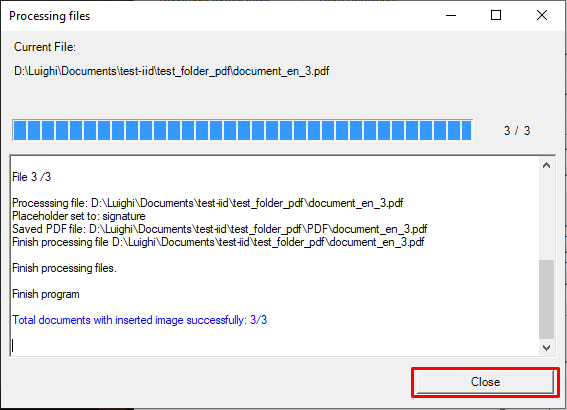 Processing files
Current File:
D:\Luighi\Documents\test-iid\test_folder_pdf\document_en_3.pdf
3 / 3
File 3 /3
Processsing file: D:\Luighi\Documents\test-iid\test_folder_pdf\document_en_3.pdf
Placeholder set to: signature
Saved PDF file: D:\Luighi\Documents\test-iid\test_folder_pdf\PDF\document_en_3.pdf
Finish processing file D:\Luighi\Documents\test-iid\test_folder_pdf\document_en_3.pdf
Finish processing files.
Finish program
Total documents with inserted image successfully: 3/3
Close